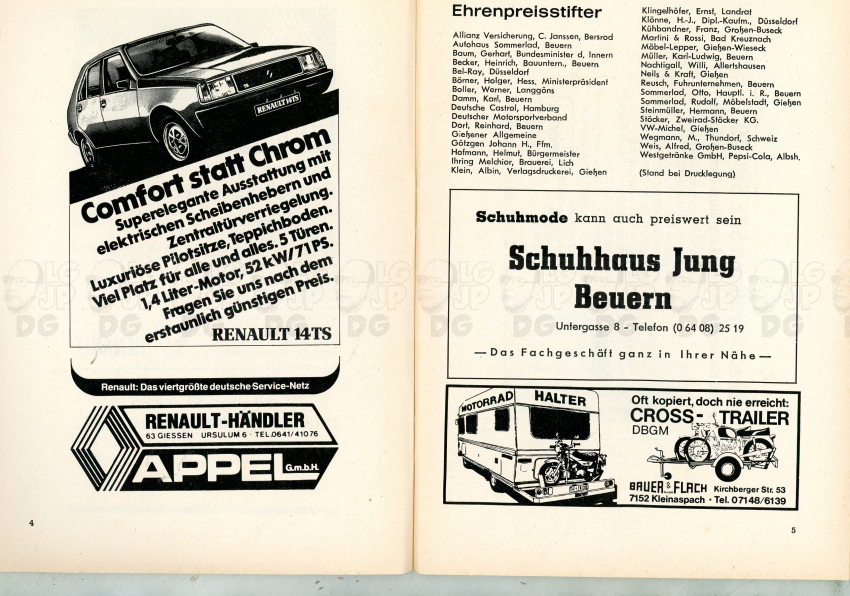 RENAULT 14TS
Comfort statt Chrom
Superelegante Ausstattung mit
elektrischen Scheibenhebern und
Zentraltürverriegelung.
Luxuriöse Pilotsitze, Teppichboden.
Viel Platz für alle und alles. 5 Türen.
1,4 Liter-Motor, 52 kW/71 PS.
Fragen Sie uns nach dem
erstaunlich günstigen Preis.
RENAULT 14TS
Renault: Das viertgrößte deutsche Service-Netz
RENAULT-HÄNDLER
63 GIESSEN URSULUM 6 · TEL. 0641/41076
APPEL G.m.b.H.
4
Ehrenpreisstifter
Allianz Versicherung, C. Janssen, Bersrod
Autohaus Sommerlad, Beuern
Baum, Gerhart, Bundesminister d, Innern
Becker, Heinrich, Bauuntern., Beuern
Bel-Ray, Düsseldorf
Börner, Holger, Hess. Ministerpräsident
Boller, Werner, Langgöns
Damm, Karl, Beuern
Deutsche Castrol, Hamburg
Deutscher Motorsportverband
Dort, Reinhard, Beuern
Gießener Allgemeine
Götzgen Johann H., Ffm.
Hofmann, Helmut, Bürgermeister
Ihring Melchior, Brauerei, Lich
Klein, Albin, Verlagsdruckerei, Gießen
Klingelhöfer, Ernst, Landrat
Klönne, H.-J., Dipl.-Kaufm., Düsseldorf
Kühbandner, Franz, Großen-Buseck
Martini & Rossi, Bad Kreuznach
Möbel-Lepper, Gießen-Wieseck
Müller, Karl-Ludwig, Beuern
Nachtigall, Willi, Allertshausen
Neils & Kraft, Gießen
Reusch, Fuhrunternehmen, Beuern
Sommerlad, Otto, Hauptl. i. R., Beuern
Sommerlad, Rudolf, Möbelstadt, Gießen
Steinmüller, Hermann, Beuern
Stöcker, Zweirad-Stöcker KG.
VW-Michel, Gießen
Wegmann, M., Thundorf, Schweiz
Weis, Alfred, Großen-Buseck
Westgetränke GmbH, Pepsi-Cola, Albsh.
(Stand bei Drucklegung)
Schuhmode kann auch preiswert sein
Schuhhaus Jung
Beuern
Untergasse 8 - Telefon (0 64 08) 25 19
— Das Fachgeschäft ganz in Ihrer Nähe —
MOTORRAD HALTER
Oft kopiert, doch nie erreicht:
CROSS- TRAILER
DBGM
BAUER & FLACH Kirchberger Str. 53
7152 Kleinaspach · Tel. 07148/6139
5
LG
JP
DG